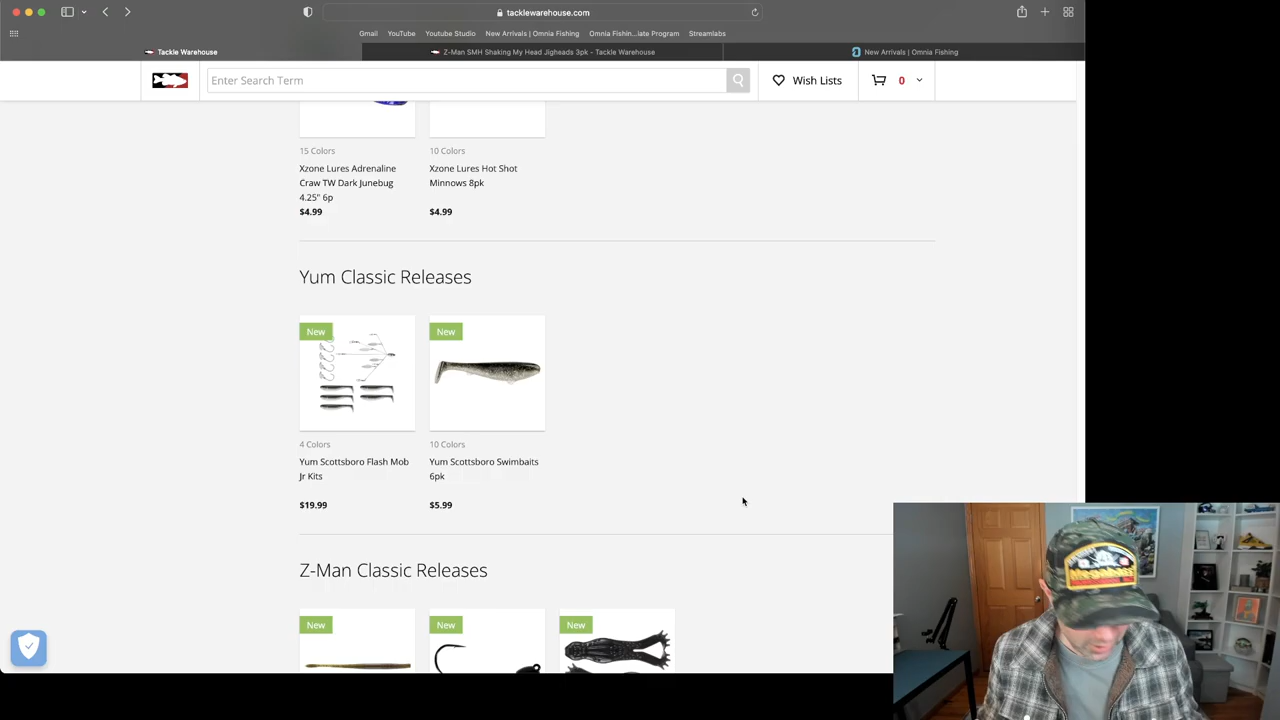 tacklewarehouse.com
Gmail YouTube Youtube Studio New Arrivals | Omnia Fishing Omnia Fishin...iate Program Streamlabs
Tackle Warehouse Z-Man SMH Shaking My Head Jigheads 3pk - Tackle Warehouse New Arrivals | Omnia Fishing
Enter Search Term Wish Lists 0
15 Colors 10 Colors
Xzone Lures Adrenaline Xzone Lures Hot Shot
Craw TW Dark Junebug Minnows 8pk
4.25" 6p
$4.99 $4.99
Yum Classic Releases
New New
4 Colors 10 Colors
Yum Scottsboro Flash Mob Yum Scottsboro Swimbaits
Jr Kits 6pk
$19.99 $5.99
Z-Man Classic Releases
New New New